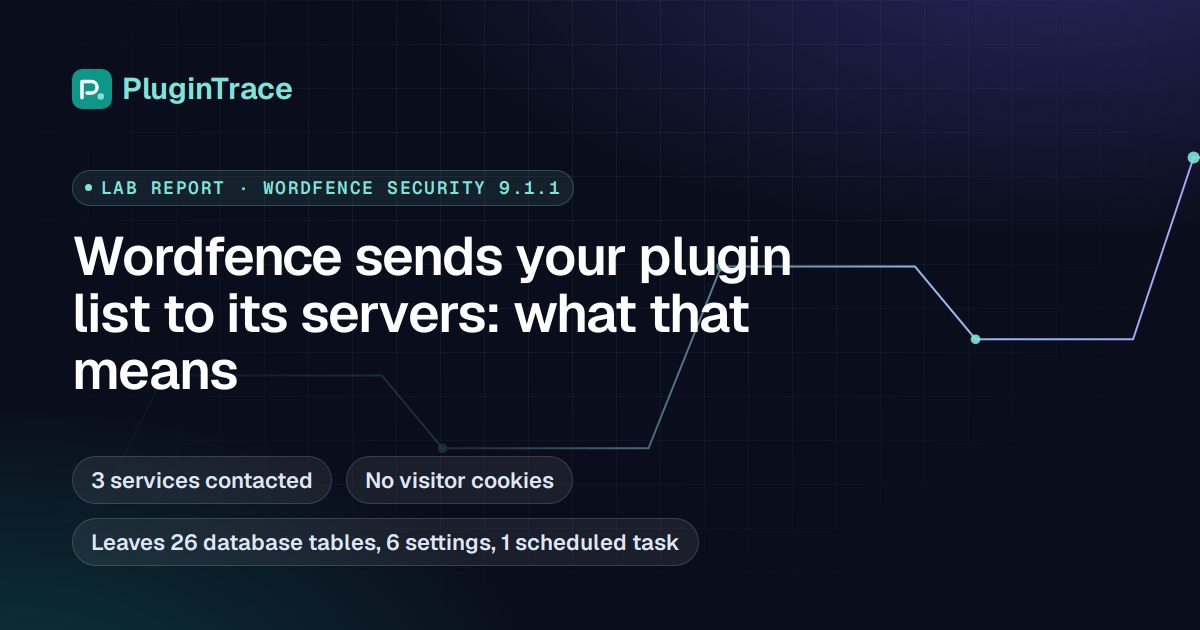 PluginTrace
LAB REPORT · WORDFENCE SECURITY 9.1.1
Wordfence sends your plugin
list to its servers: what that
means
3 services contacted
No visitor cookies
Leaves 26 database tables, 6 settings, 1 scheduled task